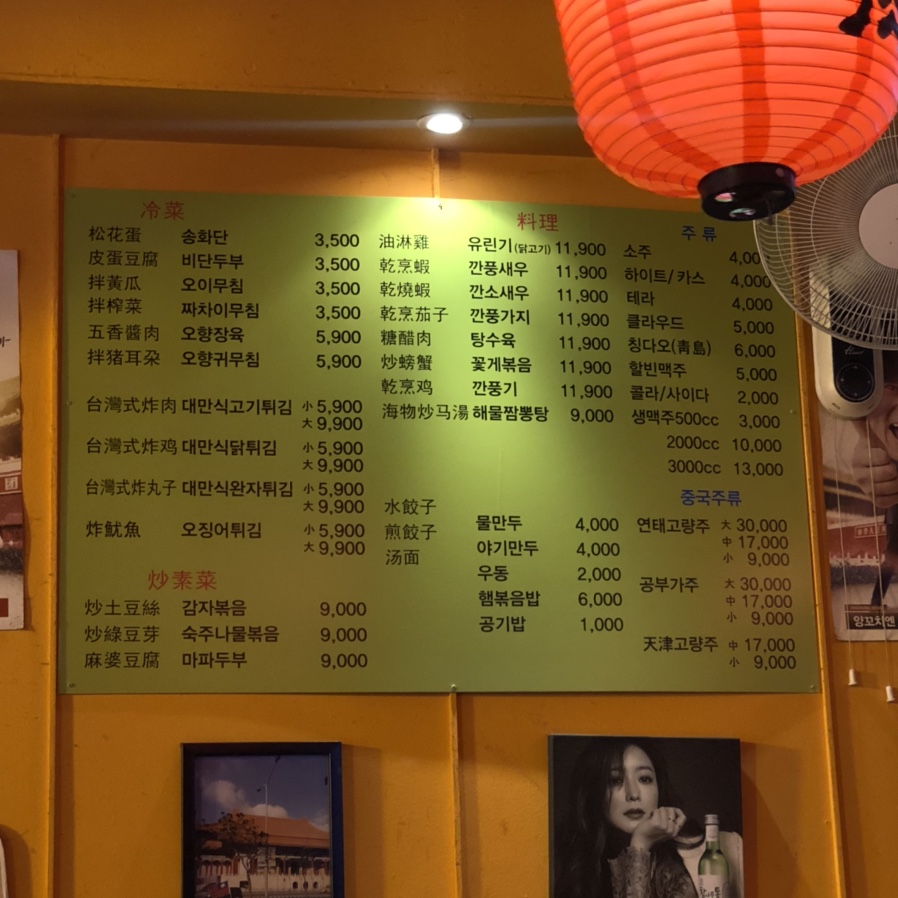 冷菜
松花蛋 송화단 3,500
皮蛋豆腐 비단두부 3,500
拌黃瓜 오이무침 3,500
拌榨菜 짜차이무침 3,500
五香醬肉 오향장육 5,900
拌猪耳朶 오향귀무침 5,900
台灣式炸肉 대만식고기튀김 小 5,900
大 9,900
台灣式炸鸡 대만식닭튀김 小 5,900
大 9,900
台灣式炸丸子 대만식완자튀김 小 5,900
大 9,900
炸魷魚 오징어튀김 小 5,900
大 9,900
炒素菜
炒土豆絲 감자볶음 9,000
炒綠豆芽 숙주나물볶음 9,000
麻婆豆腐 마파두부 9,000
料理
油淋雞 유린기(닭고기) 11,900
乾烹蝦 깐풍새우 11,900
乾燒蝦 깐소새우 11,900
乾烹茄子 깐풍가지 11,900
糖醋肉 탕수육 11,900
炒螃蟹 꽃게볶음 11,900
乾烹鸡 깐풍기 11,900
海物炒马湯 해물짬뽕탕 9,000
水餃子 물만두 4,000
煎餃子 야기만두 4,000
汤面 우동 2,000
햄볶음밥 6,000
공기밥 1,000
주 류
소주 4,00
하이트/ 카스 4,000
테라 4,000
클라우드 5,000
칭다오(靑島) 6,000
할빈맥주 5,000
콜라/사이다 2,000
생맥주500cc 3,000
2000cc 10,000
3000cc 13,000
중국주류
연태고량주 大 30,000
中 17,000
小 9,000
공부가주 大 30,000
中 17,000
小 9,000
天津고량주 中 17,000
小 9,000
양꼬치엔